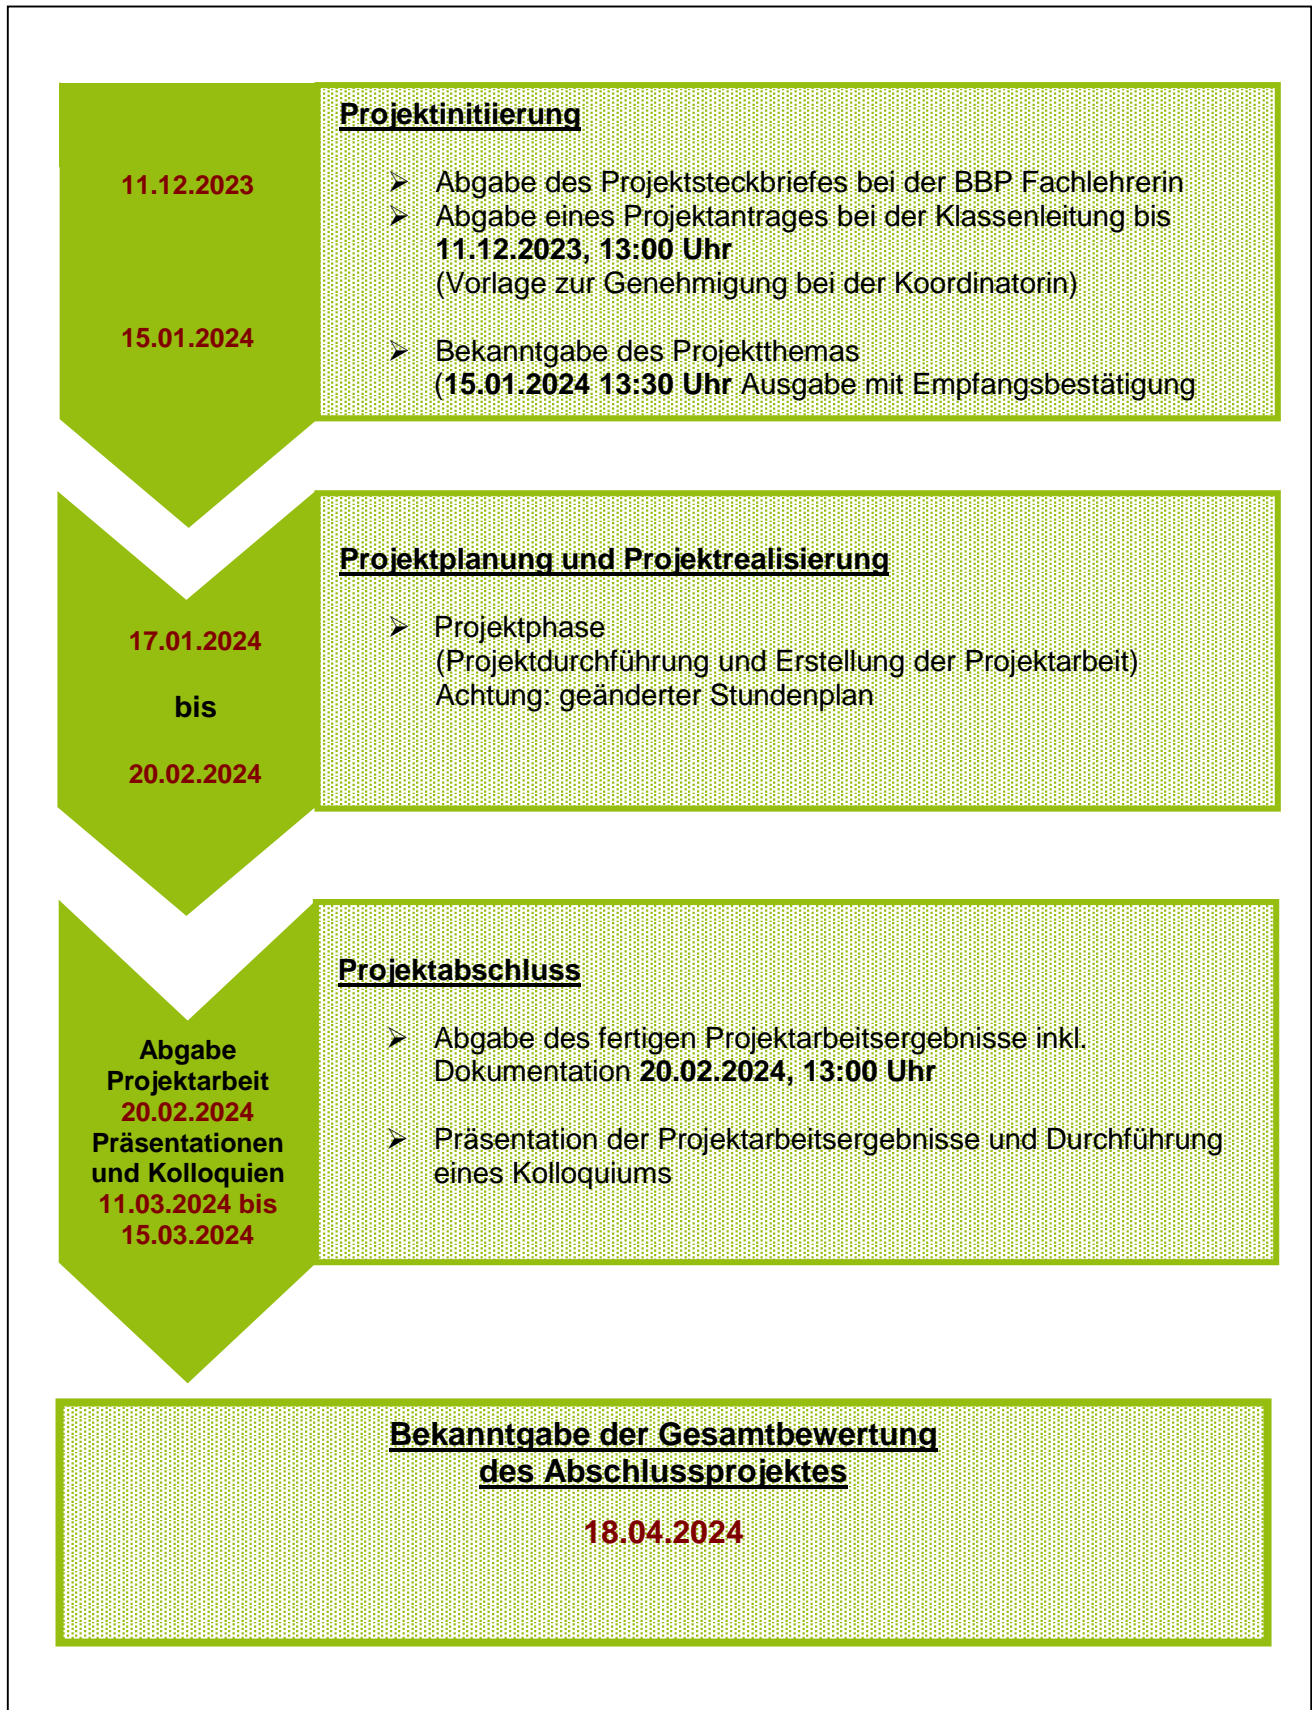 Projektinitiierung
11.12.2023
➢ Abgabe des Projektsteckbriefes bei der BBP Fachlehrerin
➢ Abgabe eines Projektantrages bei der Klassenleitung bis
11.12.2023, 13:00 Uhr
(Vorlage zur Genehmigung bei der Koordinatorin)
15.01.2024
➢ Bekanntgabe des Projektthemas
(15.01.2024 13:30 Uhr Ausgabe mit Empfangsbestätigung
Projektplanung und Projektrealisierung
17.01.2024
bis
20.02.2024
➢ Projektphase
(Projektdurchführung und Erstellung der Projektarbeit)
Achtung: geänderter Stundenplan
Projektabschluss
Abgabe
Projektarbeit
20.02.2024
Präsentationen
und Kolloquien
11.03.2024 bis
15.03.2024
➢ Abgabe des fertigen Projektarbeitsergebnisse inkl.
Dokumentation 20.02.2024, 13:00 Uhr
➢ Präsentation der Projektarbeitsergebnisse und Durchführung
eines Kolloquiums
Bekanntgabe der Gesamtbewertung
des Abschlussprojektes
18.04.2024